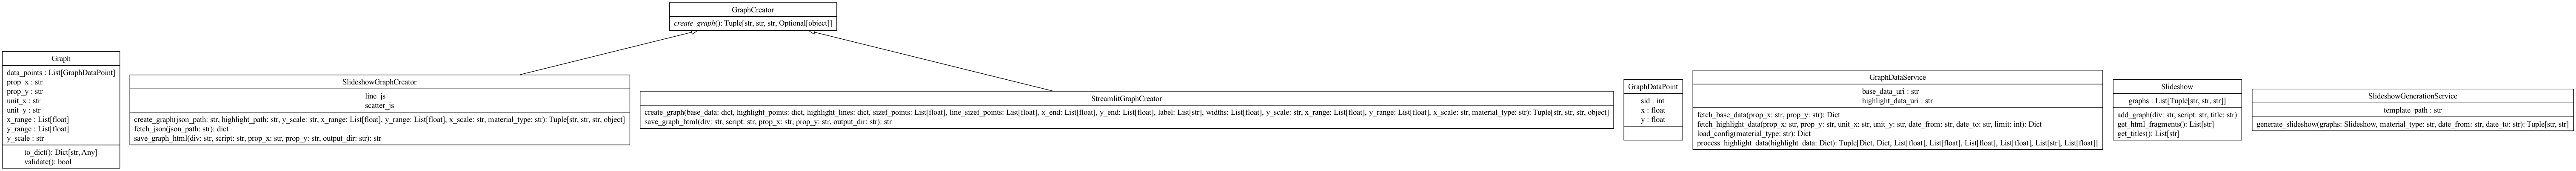 GraphCreator
create_graph(): Tuple[str, str, str, Optional[object]]
Graph
data_points : List[GraphDataPoint]
prop_x : str
prop_y : str
unit_x : str
unit_y : str
x_range : List[float]
y_range : List[float]
y_scale : str
to_dict(): Dict[str, Any]
validate(): bool
SlideshowGraphCreator
line_js
scatter_js
create_graph(json_path: str, highlight_path: str, y_scale: str, x_range: List[float], y_range: List[float], x_scale: str, material_type: str): Tuple[str, str, str, object]
fetch_json(json_path: str): dict
save_graph_html(div: str, script: str, prop_x: str, prop_y: str, output_dir: str): str
StreamlitGraphCreator
create_graph(base_data: dict, highlight_points: dict, highlight_lines: dict, sizef_points: List[float], line_sizef_points: List[float], x_end: List[float], y_end: List[float], label: List[str], widths: List[float], y_scale: str, x_range: List[float], y_range: List[float], x_scale: str, material_type: str): Tuple[str, str, str, object]
save_graph_html(div: str, script: str, prop_x: str, prop_y: str, output_dir: str): str
GraphDataPoint
sid : int
x : float
y : float
GraphDataService
base_data_uri : str
highlight_data_uri : str
fetch_base_data(prop_x: str, prop_y: str): Dict
fetch_highlight_data(prop_x: str, prop_y: str, unit_x: str, unit_y: str, date_from: str, date_to: str, limit: int): Dict
load_config(material_type: str): Dict
process_highlight_data(highlight_data: Dict): Tuple[Dict, Dict, List[float], List[float], List[float], List[float], List[str], List[float]]
Slideshow
graphs : List[Tuple[str, str, str]]
add_graph(div: str, script: str, title: str)
get_html_fragments(): List[str]
get_titles(): List[str]
SlideshowGenerationService
template_path : str
generate_slideshow(graphs: Slideshow, material_type: str, date_from: str, date_to: str): Tuple[str, str]